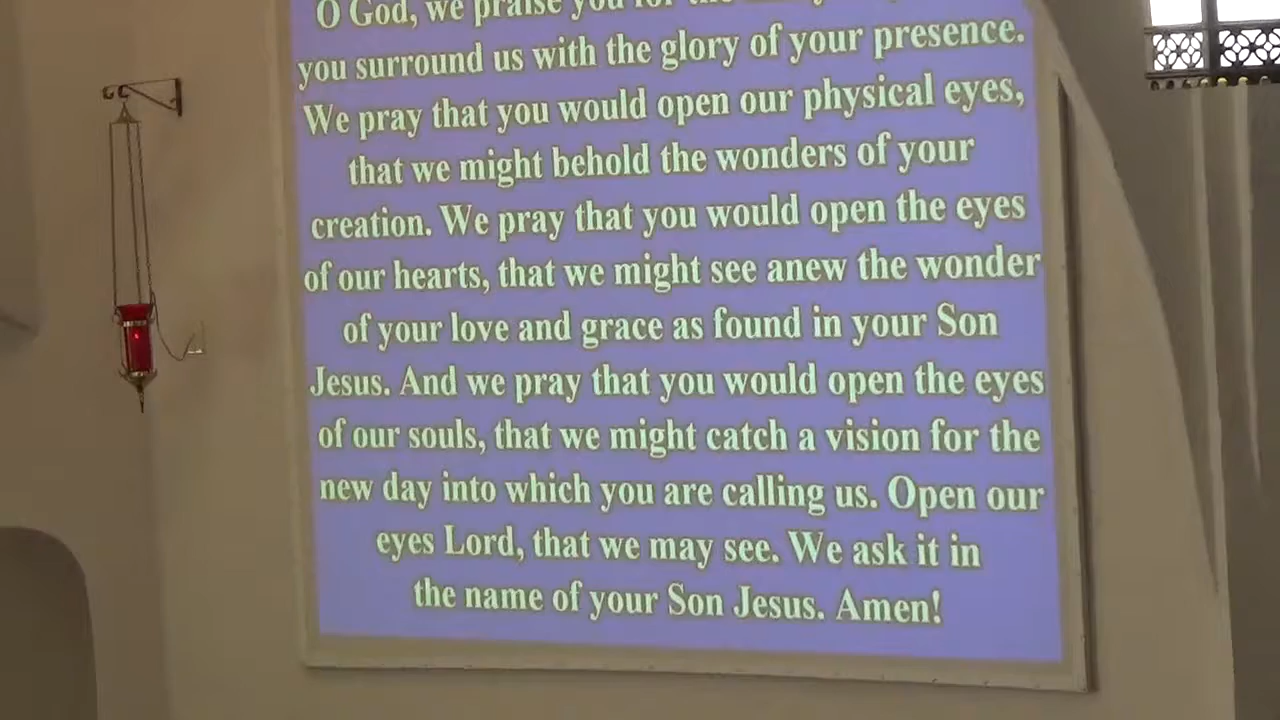 O God, we praise you for the
you surround us with the glory of your presence.
We pray that you would open our physical eyes,
that we might behold the wonders of your
creation. We pray that you would open the eyes
of our hearts, that we might see anew the wonder
of your love and grace as found in your Son
Jesus. And we pray that you would open the eyes
of our souls, that we might catch a vision for the
new day into which you are calling us. Open our
eyes Lord, that we may see. We ask it in
the name of your Son Jesus. Amen!